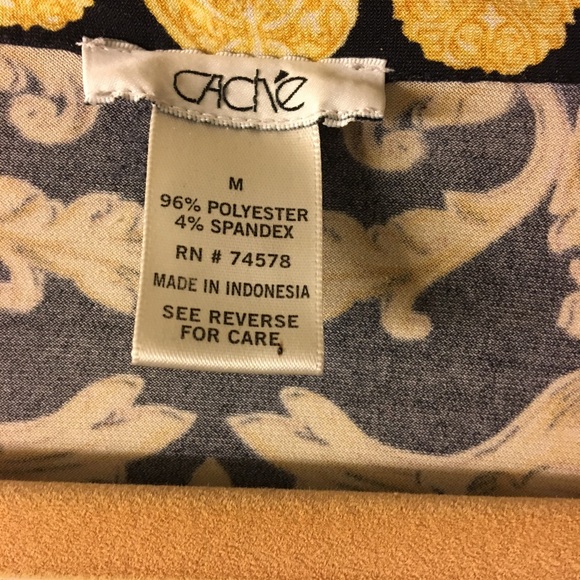 CACHÉ
M
96% POLYESTER
4% SPANDEX
RN # 74578
MADE IN INDONESIA
SEE REVERSE
FOR CARE